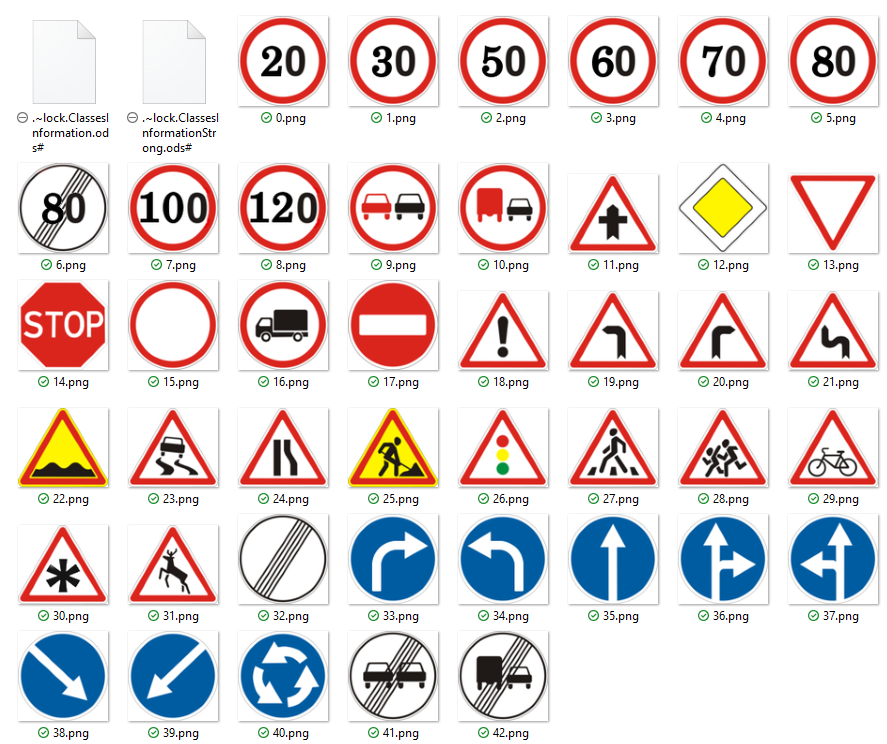 20
30
50
60
70
80
.~lock.ClassesI
nformation.od
s#
.~lock.ClassesI
nformationStr
ong.ods#
0.png
1.png
2.png
3.png
4.png
5.png
80
100
120
6.png
7.png
8.png
9.png
10.png
11.png
12.png
13.png
STOP
14.png
15.png
16.png
17.png
18.png
19.png
20.png
21.png
22.png
23.png
24.png
25.png
26.png
27.png
28.png
29.png
30.png
31.png
32.png
33.png
34.png
35.png
36.png
37.png
38.png
39.png
40.png
41.png
42.png